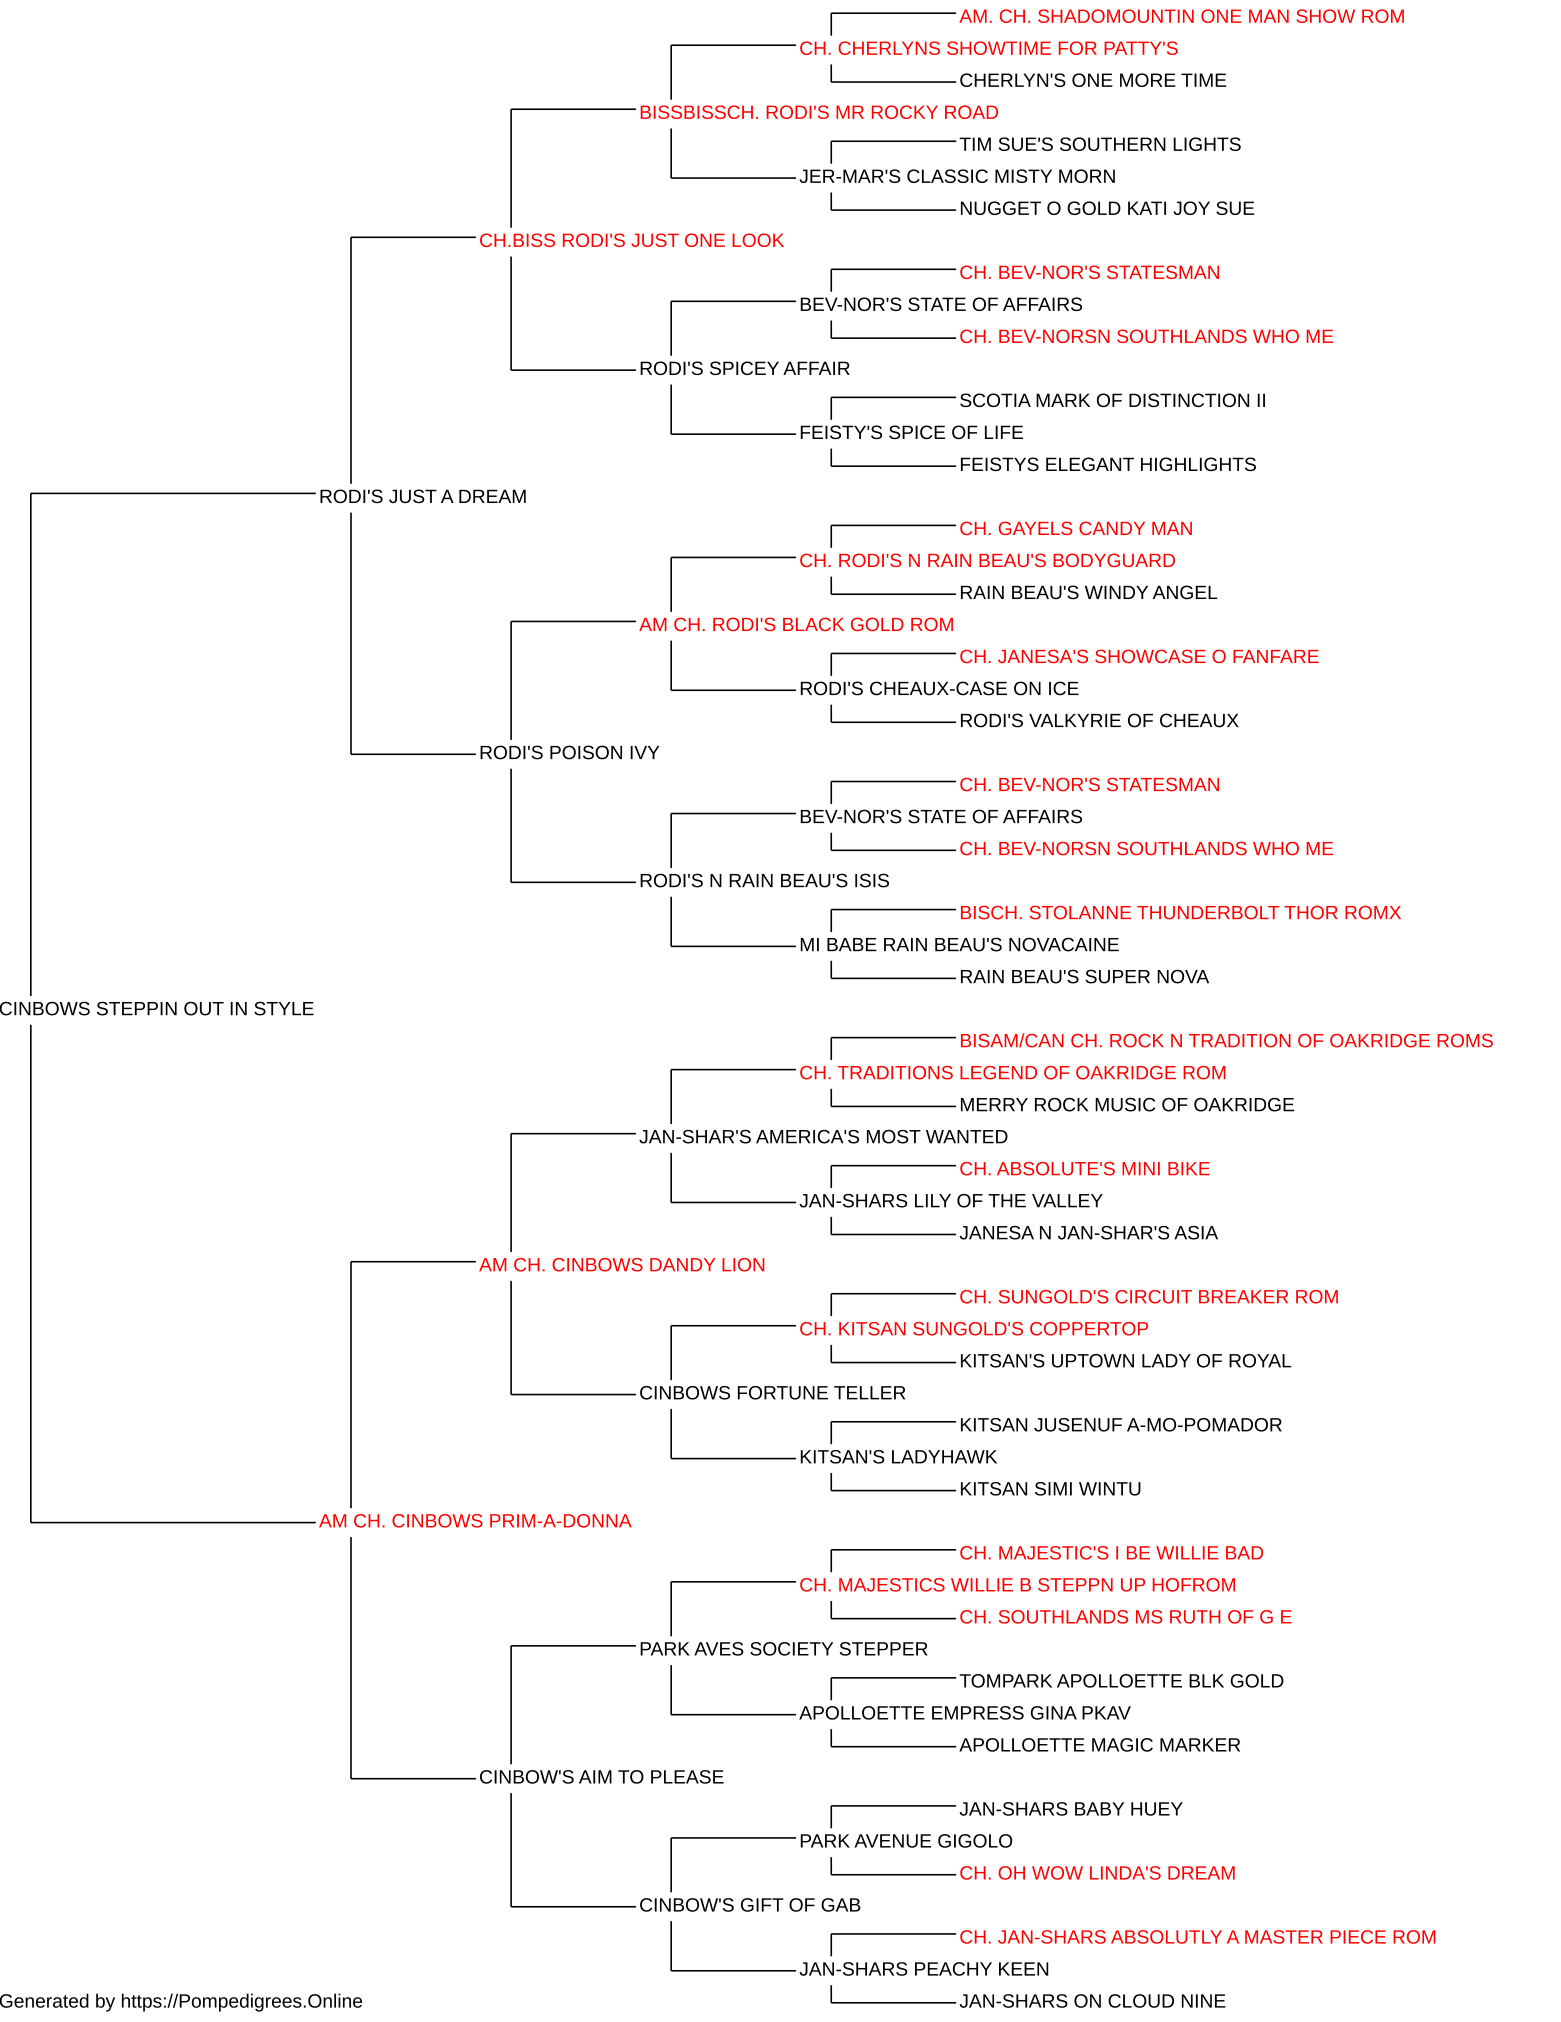 AM. CH. SHADOMOUNTIN ONE MAN SHOW ROM
CH. CHERLYNS SHOWTIME FOR PATTY'S
CHERLYN'S ONE MORE TIME
BISSBISSCH. RODI'S MR ROCKY ROAD
TIM SUE'S SOUTHERN LIGHTS
JER-MAR'S CLASSIC MISTY MORN
NUGGET O GOLD KATI JOY SUE
CH.BISS RODI'S JUST ONE LOOK
CH. BEV-NOR'S STATESMAN
BEV-NOR'S STATE OF AFFAIRS
CH. BEV-NORSN SOUTHLANDS WHO ME
RODI'S SPICEY AFFAIR
SCOTIA MARK OF DISTINCTION II
FEISTY'S SPICE OF LIFE
FEISTYS ELEGANT HIGHLIGHTS
RODI'S JUST A DREAM
CH. GAYELS CANDY MAN
CH. RODI'S N RAIN BEAU'S BODYGUARD
RAIN BEAU'S WINDY ANGEL
AM CH. RODI'S BLACK GOLD ROM
CH. JANESA'S SHOWCASE O FANFARE
RODI'S CHEAUX-CASE ON ICE
RODI'S VALKYRIE OF CHEAUX
RODI'S POISON IVY
CH. BEV-NOR'S STATESMAN
BEV-NOR'S STATE OF AFFAIRS
CH. BEV-NORSN SOUTHLANDS WHO ME
RODI'S N RAIN BEAU'S ISIS
BISCH. STOLANNE THUNDERBOLT THOR ROMX
MI BABE RAIN BEAU'S NOVACAINE
RAIN BEAU'S SUPER NOVA
CINBOWS STEPPIN OUT IN STYLE
BISAM/CAN CH. ROCK N TRADITION OF OAKRIDGE ROMS
CH. TRADITIONS LEGEND OF OAKRIDGE ROM
MERRY ROCK MUSIC OF OAKRIDGE
JAN-SHAR'S AMERICA'S MOST WANTED
CH. ABSOLUTE'S MINI BIKE
JAN-SHARS LILY OF THE VALLEY
JANESA N JAN-SHAR'S ASIA
AM CH. CINBOWS DANDY LION
CH. SUNGOLD'S CIRCUIT BREAKER ROM
CH. KITSAN SUNGOLD'S COPPERTOP
KITSAN'S UPTOWN LADY OF ROYAL
CINBOWS FORTUNE TELLER
KITSAN JUSENUF A-MO-POMADOR
KITSAN'S LADYHAWK
KITSAN SIMI WINTU
AM CH. CINBOWS PRIM-A-DONNA
CH. MAJESTIC'S I BE WILLIE BAD
CH. MAJESTICS WILLIE B STEPPN UP HOFROM
CH. SOUTHLANDS MS RUTH OF G E
PARK AVES SOCIETY STEPPER
TOMPARK APOLLOETTE BLK GOLD
APOLLOETTE EMPRESS GINA PKAV
APOLLOETTE MAGIC MARKER
CINBOW'S AIM TO PLEASE
JAN-SHARS BABY HUEY
PARK AVENUE GIGOLO
CH. OH WOW LINDA'S DREAM
CINBOW'S GIFT OF GAB
CH. JAN-SHARS ABSOLUTLY A MASTER PIECE ROM
JAN-SHARS PEACHY KEEN
JAN-SHARS ON CLOUD NINE
Generated by https://Pompedigrees.Online